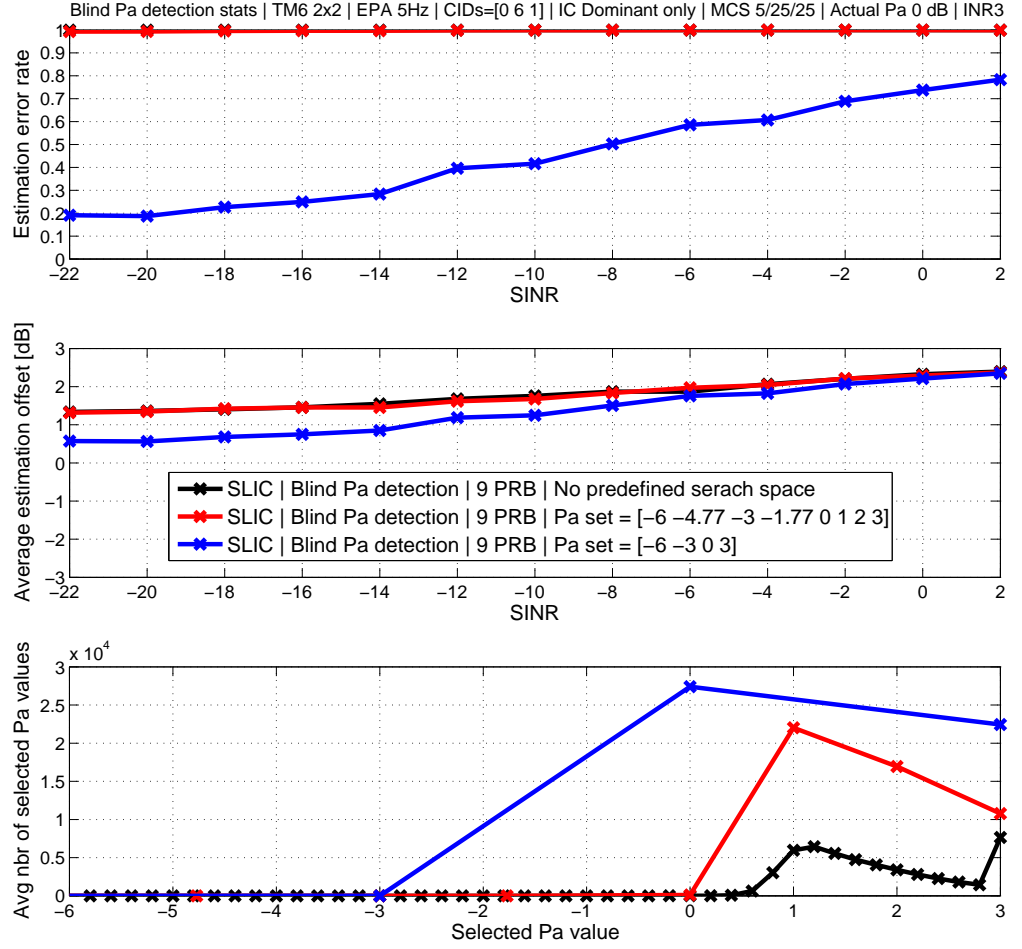 Blind Pa detection stats | TM6 2x2 | EPA 5Hz | CIDs=[0 6 1] | IC Dominant only | MCS 5/25/25 | Actual Pa 0 dB | INR3
1
0.9
0.8
0.7
0.6
0.5
0.4
0.3
0.2
0.1
0
Estimation error rate
−22 −20 −18 −16 −14 −12 −10 −8 −6 −4 −2 0 2
SINR
3
2
1
0
−1
−2
−3
Average estimation offset [dB]
SLIC | Blind Pa detection | 9 PRB | No predefined serach space
SLIC | Blind Pa detection | 9 PRB | Pa set = [−6 −4.77 −3 −1.77 0 1 2 3]
SLIC | Blind Pa detection | 9 PRB | Pa set = [−6 −3 0 3]
−22 −20 −18 −16 −14 −12 −10 −8 −6 −4 −2 0 2
SINR
x 10^4
3
2.5
2
1.5
1
0.5
0
Avg nbr of selected Pa values
−6 −5 −4 −3 −2 −1 0 1 2 3
Selected Pa value